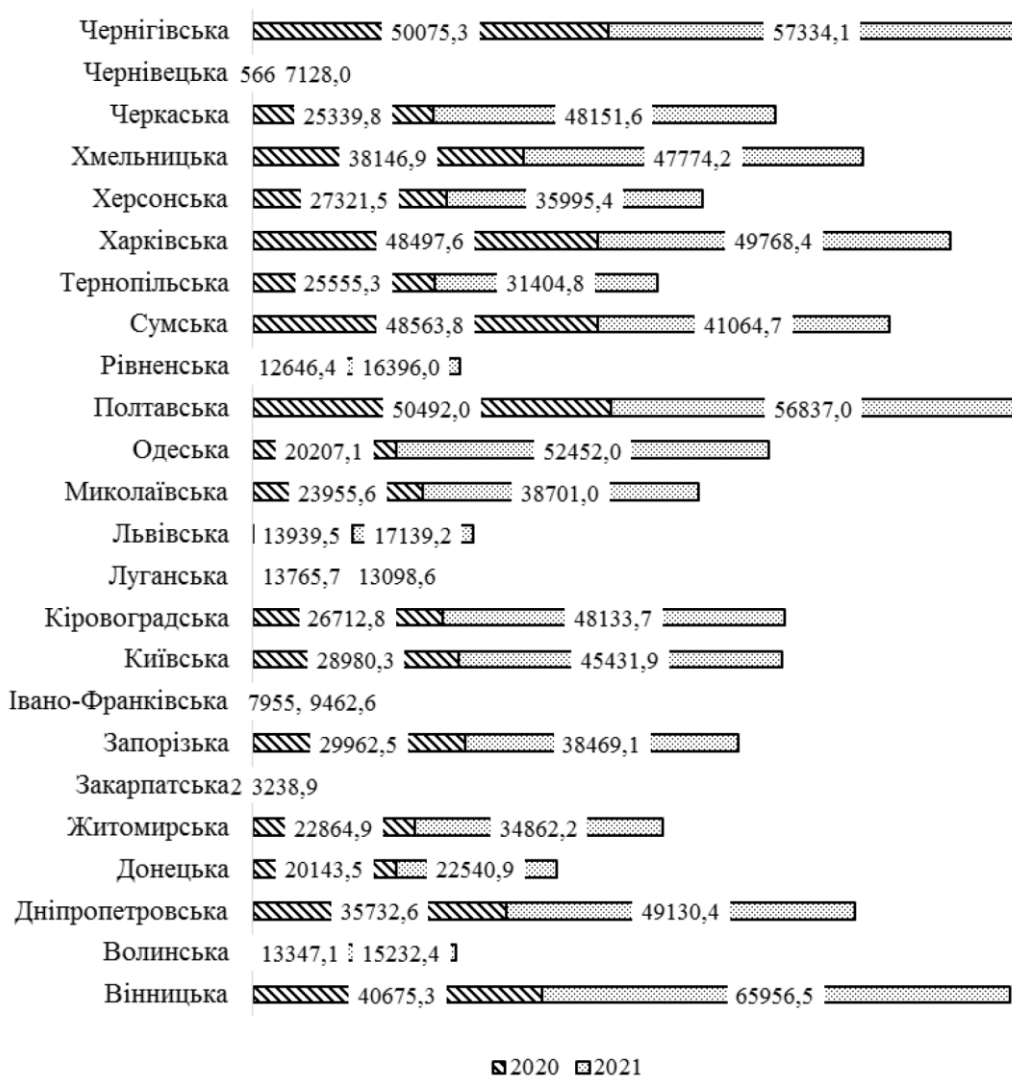 Чернігівська 50075,3 57334,1
Чернівецька 566 7128,0
Черкаська 25339,8 48151,6
Хмельницька 38146,9 47774,2
Херсонська 27321,5 35995,4
Харківська 48497,6 49768,4
Тернопільська 25555,3 31404,8
Сумська 48563,8 41064,7
Рівненська 12646,4 16396,0
Полтавська 50492,0 56837,0
Одеська 20207,1 52452,0
Миколаївська 23955,6 38701,0
Львівська 13939,5 17139,2
Луганська 13765,7 13098,6
Кіровоградська 26712,8 48133,7
Київська 28980,3 45431,9
Івано-Франківська 7955, 9462,6
Запорізька 29962,5 38469,1
Закарпатська 2 3238,9
Житомирська 22864,9 34862,2
Донецька 20143,5 22540,9
Дніпропетровська 35732,6 49130,4
Волинська 13347,1 15232,4
Вінницька 40675,3 65956,5
2020 2021